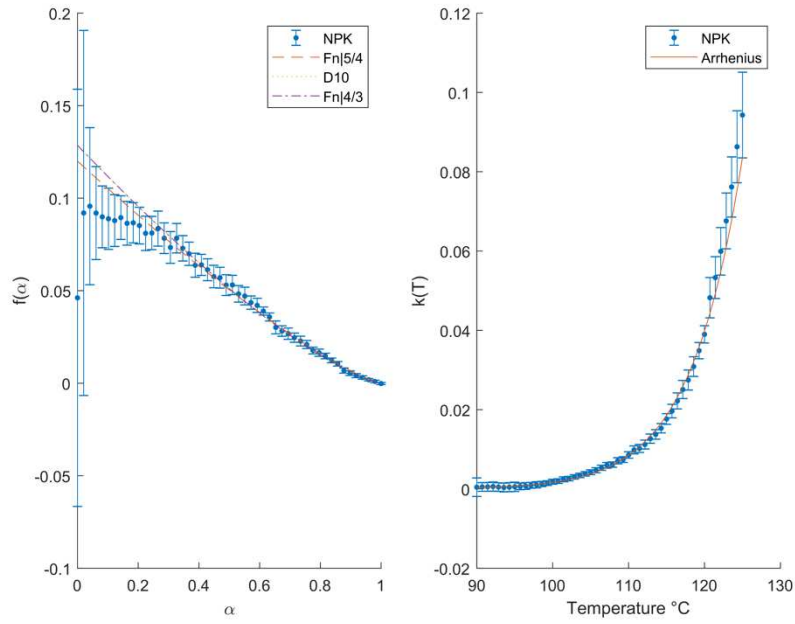 0.2
0.15
0.1
0.05
0
-0.05
-0.1
f(α)
0
0.2
0.4
0.6
0.8
1
α
NPK
Fn|5/4
D10
Fn|4/3
0.12
0.1
0.08
0.06
0.04
0.02
0
-0.02
k(T)
90
100
110
120
130
Temperature °C
NPK
Arrhenius